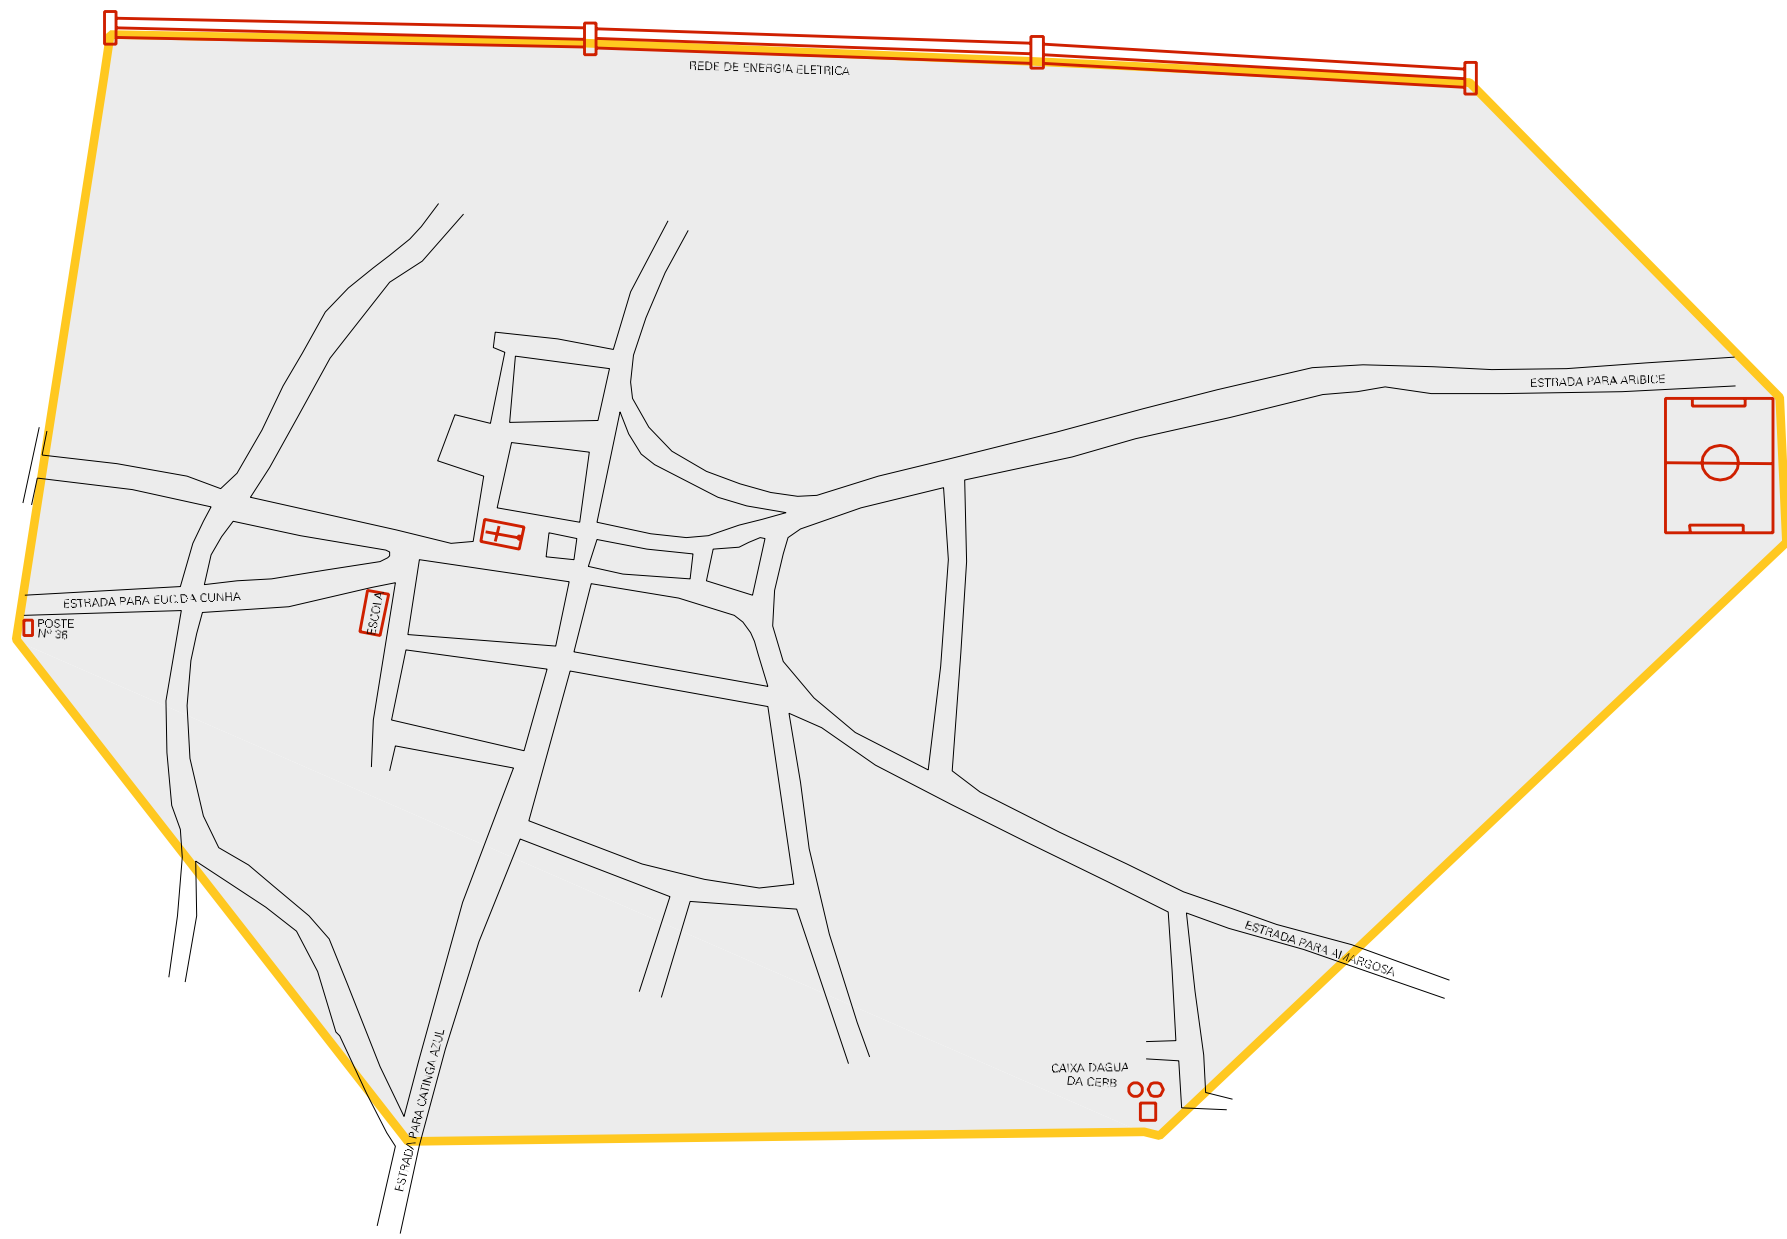 REDE DE ENERGIA ELETRICA
ESTRADA PARA ARIBICE
ESTRADA PARA EUC.DA CUNHA
ESCOLA
POSTE
Nº 36
ESTRADA PARA AMARGOSA
CAIXA DAGUA
DA CERB
ESTRADA PARA CATINGA AZUL